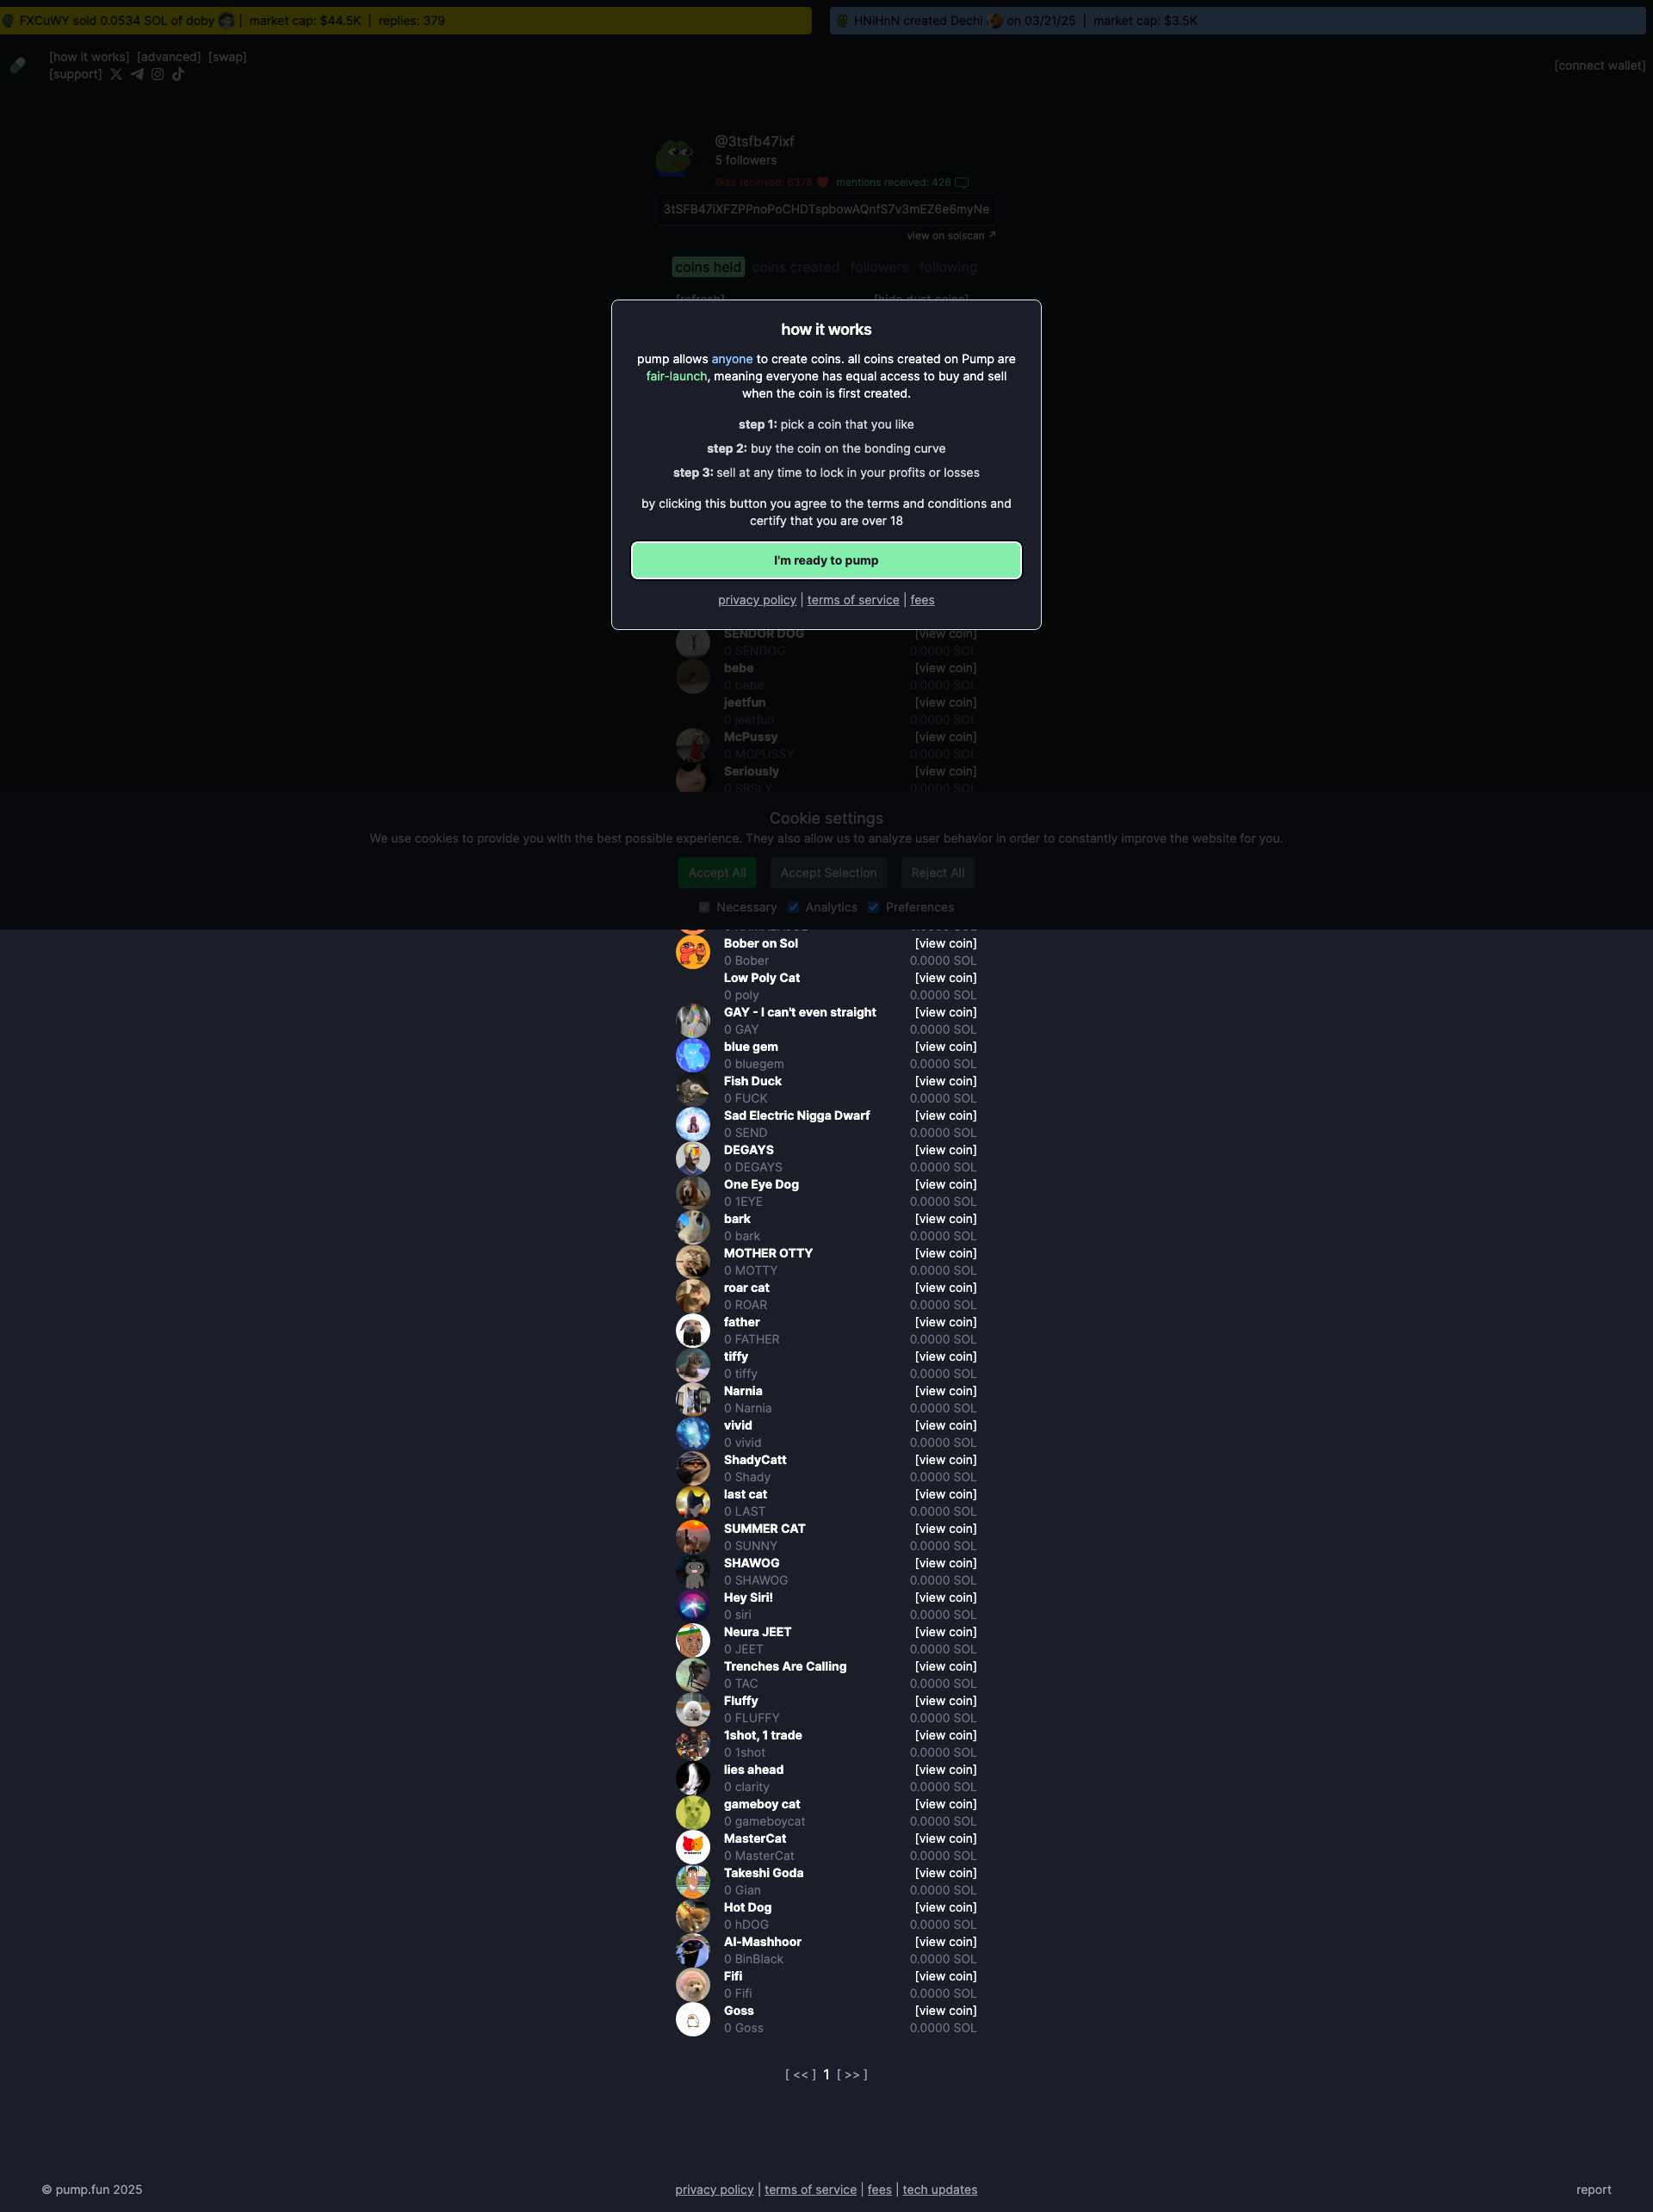 FXCuWY sold 0.0534 SOL of doby | market cap: $44.5K | replies: 379
HNiHnN created Dechi on 03/21/25 | market cap: $3.5K
[how it works] [advanced] [swap]
[support]
[connect wallet]
@3tsfb47ixf
5 followers
likes received: 6379 mentions received: 426
3tSFB47iXFZPPnoPoCHDTspbowAQnfS7v3mEZ6e6myNe
view on solscan ↗
coins held coins created followers following
[refresh] [hide dust coins]
how it works
pump allows anyone to create coins. all coins created on Pump are
fair-launch, meaning everyone has equal access to buy and sell
when the coin is first created.
step 1: pick a coin that you like
step 2: buy the coin on the bonding curve
step 3: sell at any time to lock in your profits or losses
by clicking this button you agree to the terms and conditions and
certify that you are over 18
I'm ready to pump
privacy policy | terms of service | fees
SENDOR DOG [view coin]
0 SENDOG 0.0000 SOL
bebe [view coin]
0 bebe 0.0000 SOL
jeetfun [view coin]
0 jeetfun 0.0000 SOL
McPussy [view coin]
0 MCPUSSY 0.0000 SOL
Seriously [view coin]
0 SRSLY 0.0000 SOL
Cookie settings
We use cookies to provide you with the best possible experience. They also allow us to analyze user behavior in order to constantly improve the website for you.
Accept All Accept Selection Reject All
Necessary Analytics Preferences
Bober on Sol [view coin]
0 Bober 0.0000 SOL
Low Poly Cat [view coin]
0 poly 0.0000 SOL
GAY - I can't even straight [view coin]
0 GAY 0.0000 SOL
blue gem [view coin]
0 bluegem 0.0000 SOL
Fish Duck [view coin]
0 FUCK 0.0000 SOL
Sad Electric Nigga Dwarf [view coin]
0 SEND 0.0000 SOL
DEGAYS [view coin]
0 DEGAYS 0.0000 SOL
One Eye Dog [view coin]
0 1EYE 0.0000 SOL
bark [view coin]
0 bark 0.0000 SOL
MOTHER OTTY [view coin]
0 MOTTY 0.0000 SOL
roar cat [view coin]
0 ROAR 0.0000 SOL
father [view coin]
0 FATHER 0.0000 SOL
tiffy [view coin]
0 tiffy 0.0000 SOL
Narnia [view coin]
0 Narnia 0.0000 SOL
vivid [view coin]
0 vivid 0.0000 SOL
ShadyCatt [view coin]
0 Shady 0.0000 SOL
last cat [view coin]
0 LAST 0.0000 SOL
SUMMER CAT [view coin]
0 SUNNY 0.0000 SOL
SHAWOG [view coin]
0 SHAWOG 0.0000 SOL
Hey Siri! [view coin]
0 siri 0.0000 SOL
Neura JEET [view coin]
0 JEET 0.0000 SOL
Trenches Are Calling [view coin]
0 TAC 0.0000 SOL
Fluffy [view coin]
0 FLUFFY 0.0000 SOL
1shot, 1 trade [view coin]
0 1shot 0.0000 SOL
lies ahead [view coin]
0 clarity 0.0000 SOL
gameboy cat [view coin]
0 gameboycat 0.0000 SOL
MasterCat [view coin]
0 MasterCat 0.0000 SOL
Takeshi Goda [view coin]
0 Gian 0.0000 SOL
Hot Dog [view coin]
0 hDOG 0.0000 SOL
Al-Mashhoor [view coin]
0 BinBlack 0.0000 SOL
Fifi [view coin]
0 Fifi 0.0000 SOL
Goss [view coin]
0 Goss 0.0000 SOL
[ << ] 1 [ >> ]
© pump.fun 2025
privacy policy | terms of service | fees | tech updates
report